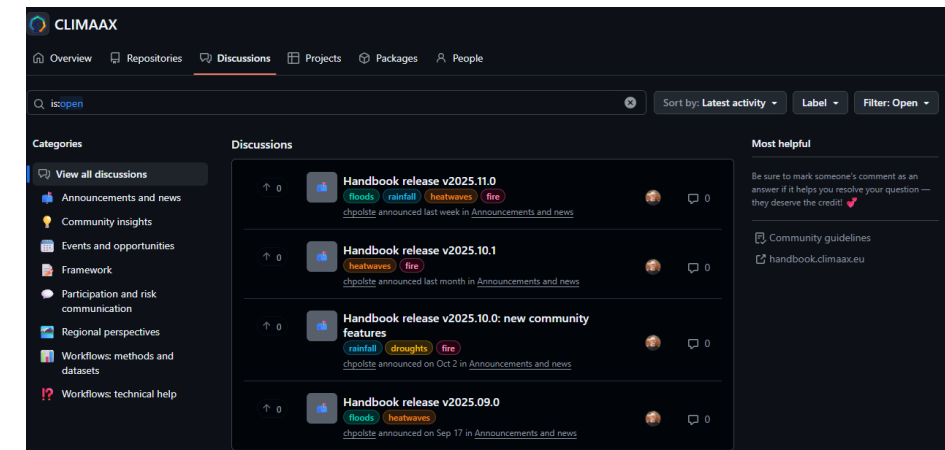 CLIMAAX
Overview Repositories Discussions Projects Packages People
is:open
Sort by: Latest activity Label Filter: Open
Categories
View all discussions
Announcements and news
Community insights
Events and opportunities
Framework
Participation and risk
communication
Regional perspectives
Workflows: methods and
datasets
Workflows: technical help
Discussions
0
Handbook release v2025.11.0
floods rainfall heatwaves fire
chpolste announced last week in Announcements and news
0
0
Handbook release v2025.10.1
heatwaves fire
chpolste announced last month in Announcements and news
0
0
Handbook release v2025.10.0: new community
features
rainfall droughts fire
chpolste announced on Oct 2 in Announcements and news
0
0
Handbook release v2025.09.0
floods heatwaves
chpolste announced on Sep 17 in Announcements and news
0
Most helpful
Be sure to mark someone's comment as an
answer if it helps you resolve your question —
they deserve the credit! 💕
Community guidelines
handbook.climaax.eu